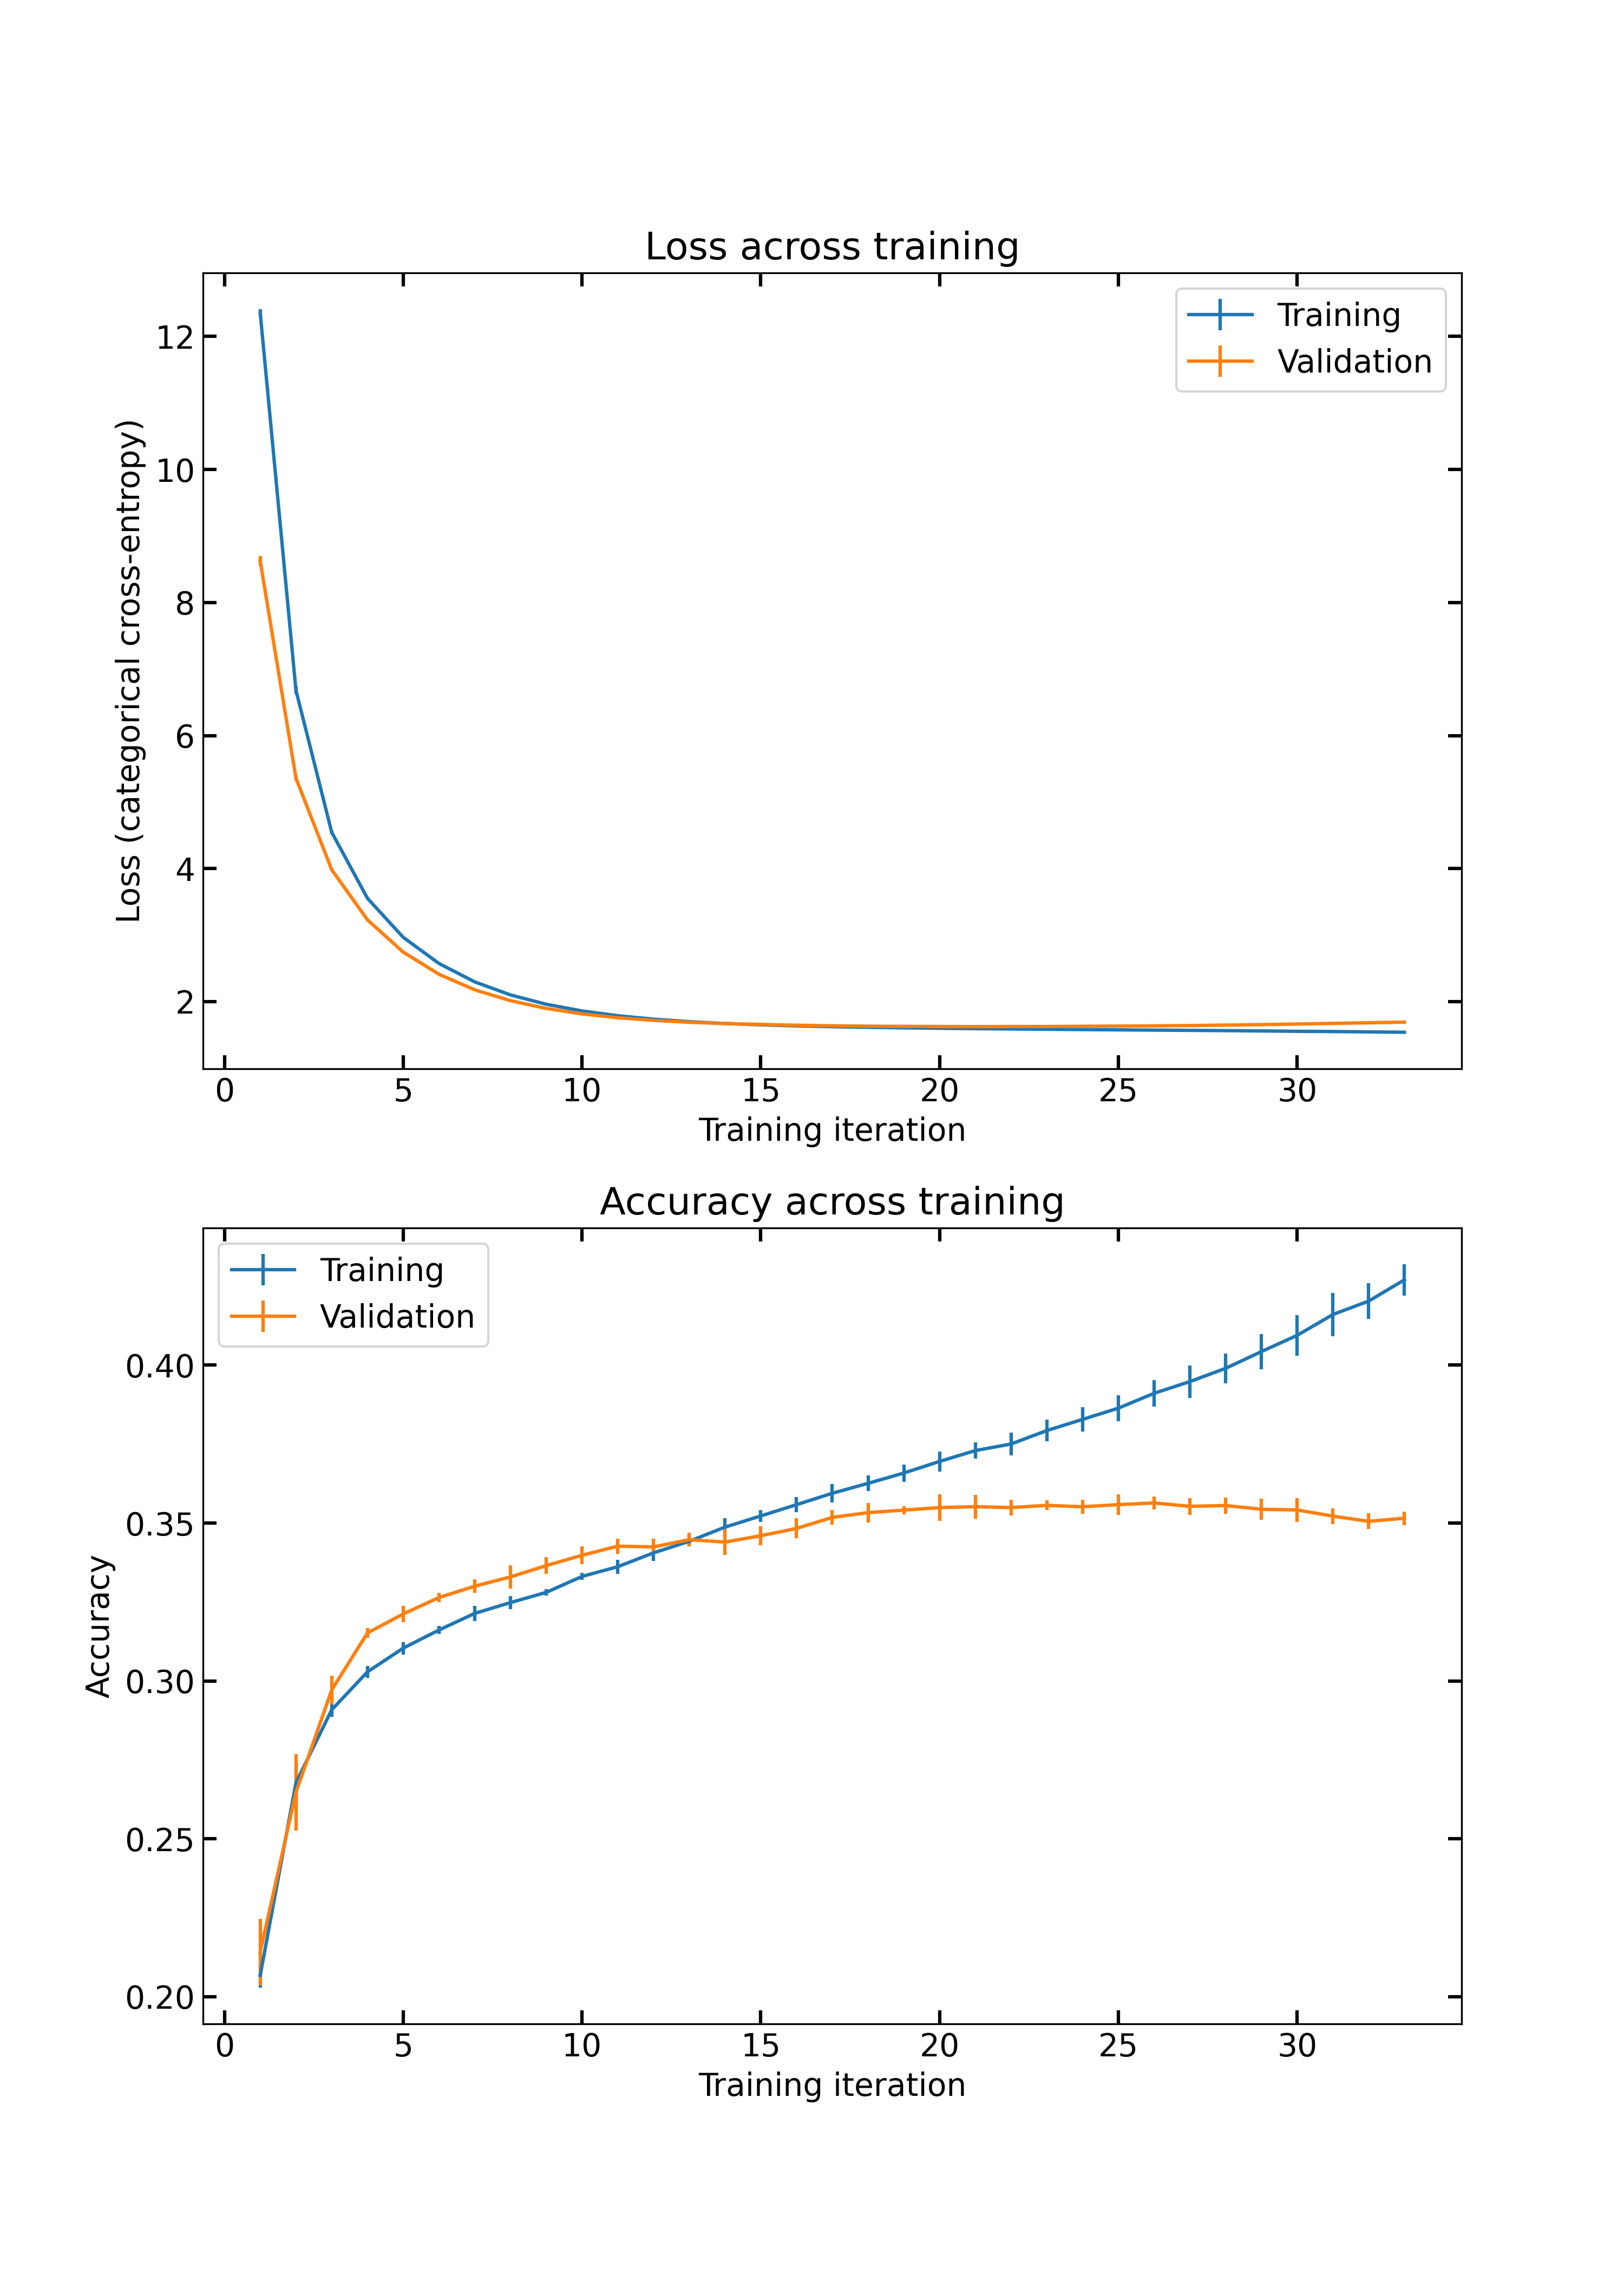 Loss across training
Training
Validation
12
10
8
6
4
2
Loss (categorical cross-entropy)
0 5 10 15 20 25 30
Training iteration
Accuracy across training
Training
Validation
0.40
0.35
0.30
0.25
0.20
Accuracy
0 5 10 15 20 25 30
Training iteration